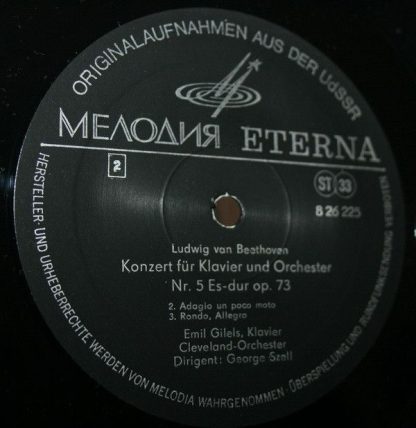 ORIGINALAUFNAHMEN AUS DER UdSSR
МЕЛОДИЯ ETERNA
2
ST 33
8 26 225
Ludwig van Beethoven
Konzert für Klavier und Orchester
Nr. 5 Es-dur op. 73
2. Adagio un poco moto
3. Rondo, Allegro
Emil Gilels, Klavier
Cleveland-Orchester
Dirigent: George Szell
HERSTELLER- UND URHEBERRECHTE WERDEN VON MELODIA WAHRGENOMMEN · ÜBERSPIELUNG UND RUNDFUNKSENDUNG VERBOTEN